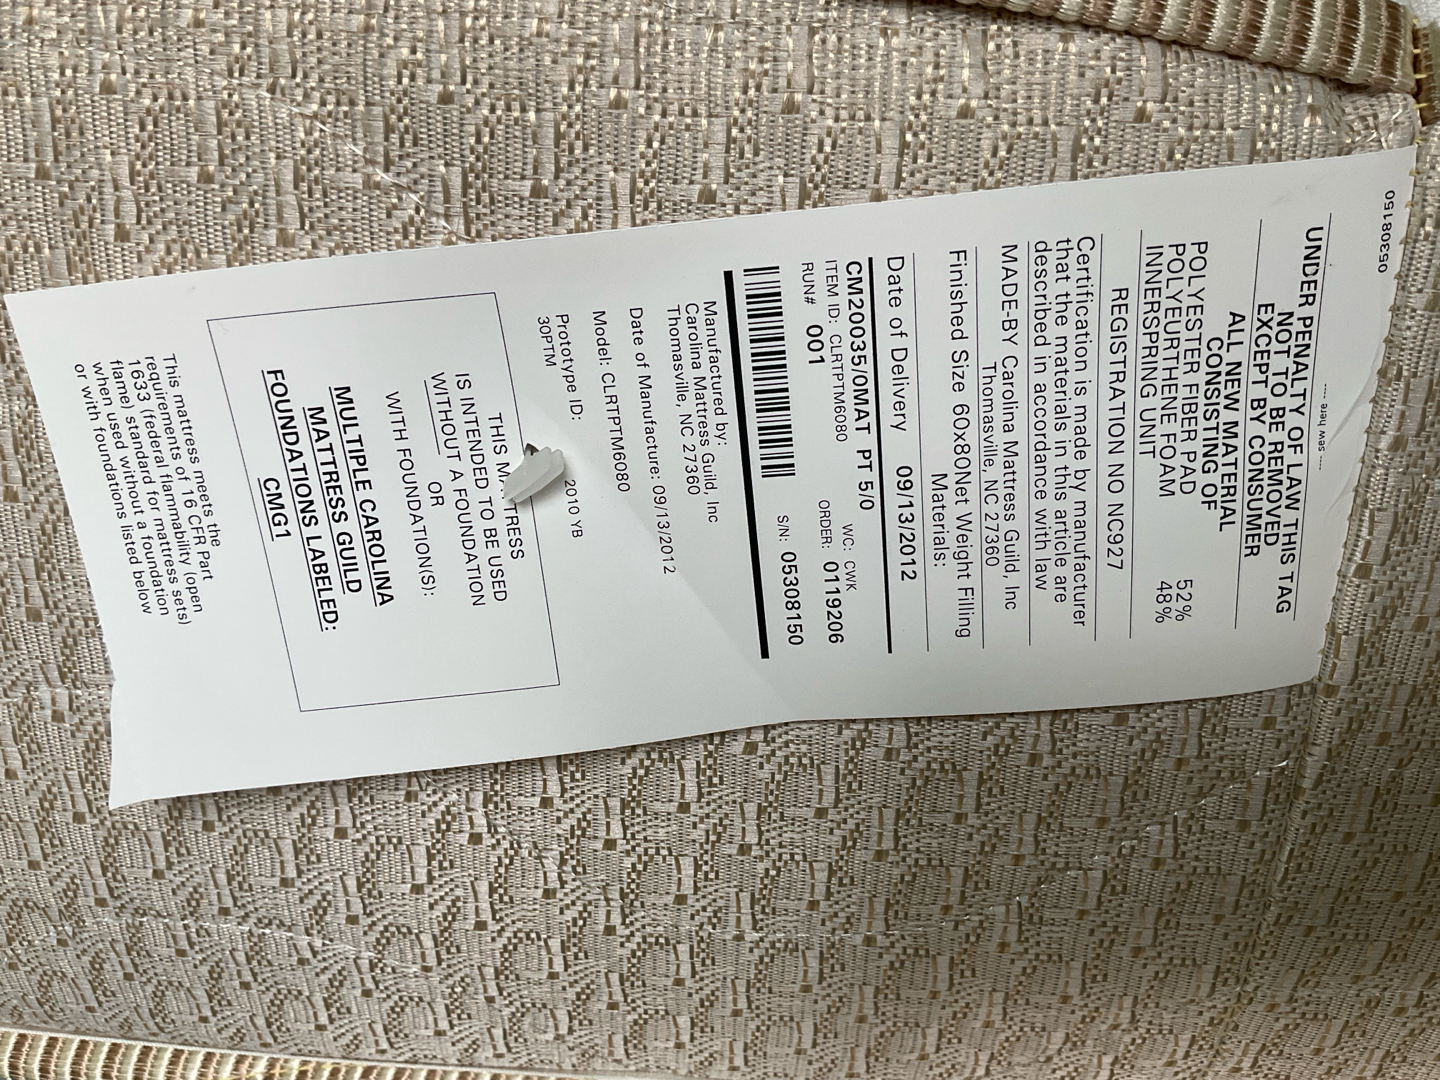 05308150
---- sew here ----
UNDER PENALTY OF LAW THIS TAG
NOT TO BE REMOVED
EXCEPT BY CONSUMER
ALL NEW MATERIAL
CONSISTING OF
POLYESTER FIBER PAD 52%
POLYEURTHENE FOAM 48%
INNERSPRING UNIT
REGISTRATION NO NC927
Certification is made by manufacturer
that the materials in this article are
described in accordance with law
MADE-BY Carolina Mattress Guild, Inc
Thomasville, NC 27360
Finished Size 60x80Net Weight Filling
Materials:
Date of Delivery 09/13/2012
CM20035/0MAT PT 5/0
ITEM ID: CLRTPTM6080 WC: CWK
RUN# 001 ORDER: 0119206
S/N: 05308150
Manufactured by:
Carolina Mattress Guild, Inc
Thomasville, NC 27360
Date of Manufacture: 09/13/2012
Model: CLRTPTM6080
Prototype ID: 2010 YB
30PTM
THIS MATTRESS
IS INTENDED TO BE USED
WITHOUT A FOUNDATION
OR
WITH FOUNDATION(S):
MULTIPLE CAROLINA
MATTRESS GUILD
FOUNDATIONS LABELED:
CMG1
This mattress meets the
requirements of 16 CFR Part
1633 (federal flammability (open
flame) standard for mattress sets)
when used without a foundation
or with foundations listed below